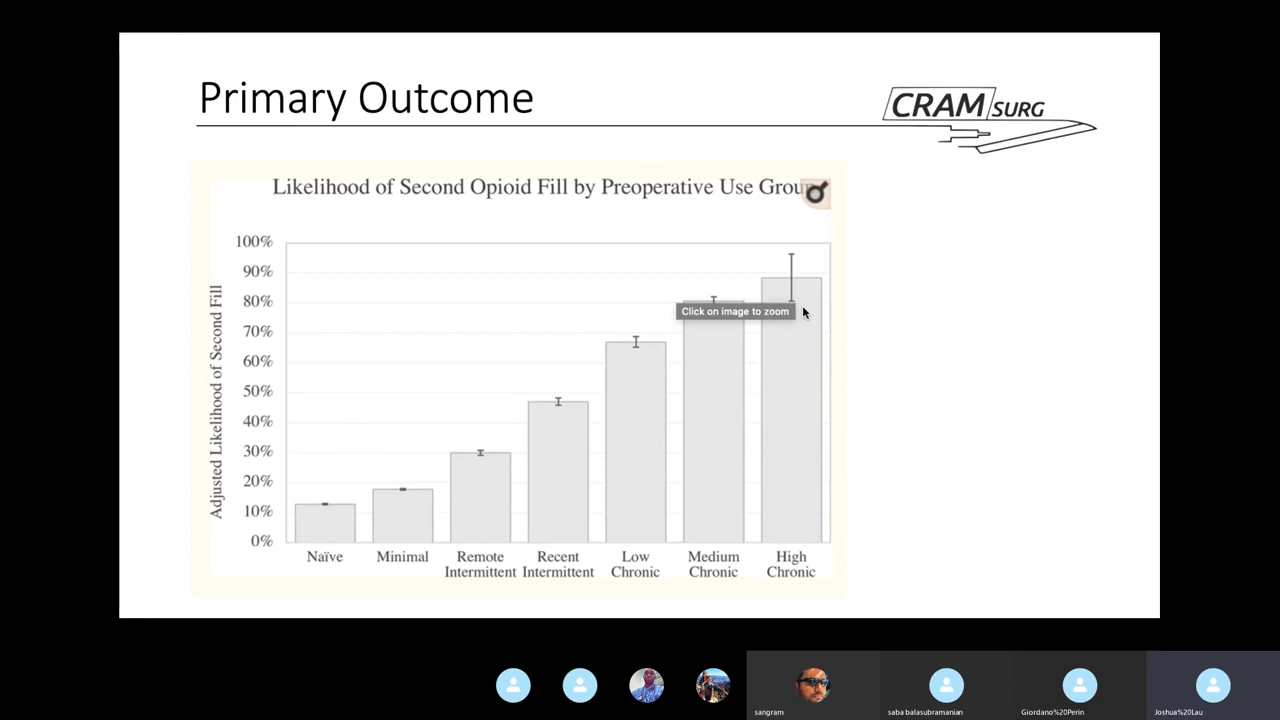 Primary Outcome
CRAM SURG
Likelihood of Second Opioid Fill by Preoperative Use Grou
Adjusted Likelihood of Second Fill
100%
90%
80%
70%
60%
50%
40%
30%
20%
10%
0%
Click on image to zoom
Naïve Minimal Remote Recent Low Medium High
Intermittent Intermittent Chronic Chronic Chronic
sangram saba balasubramanian Giordano%20Perin Joshua%20Lau